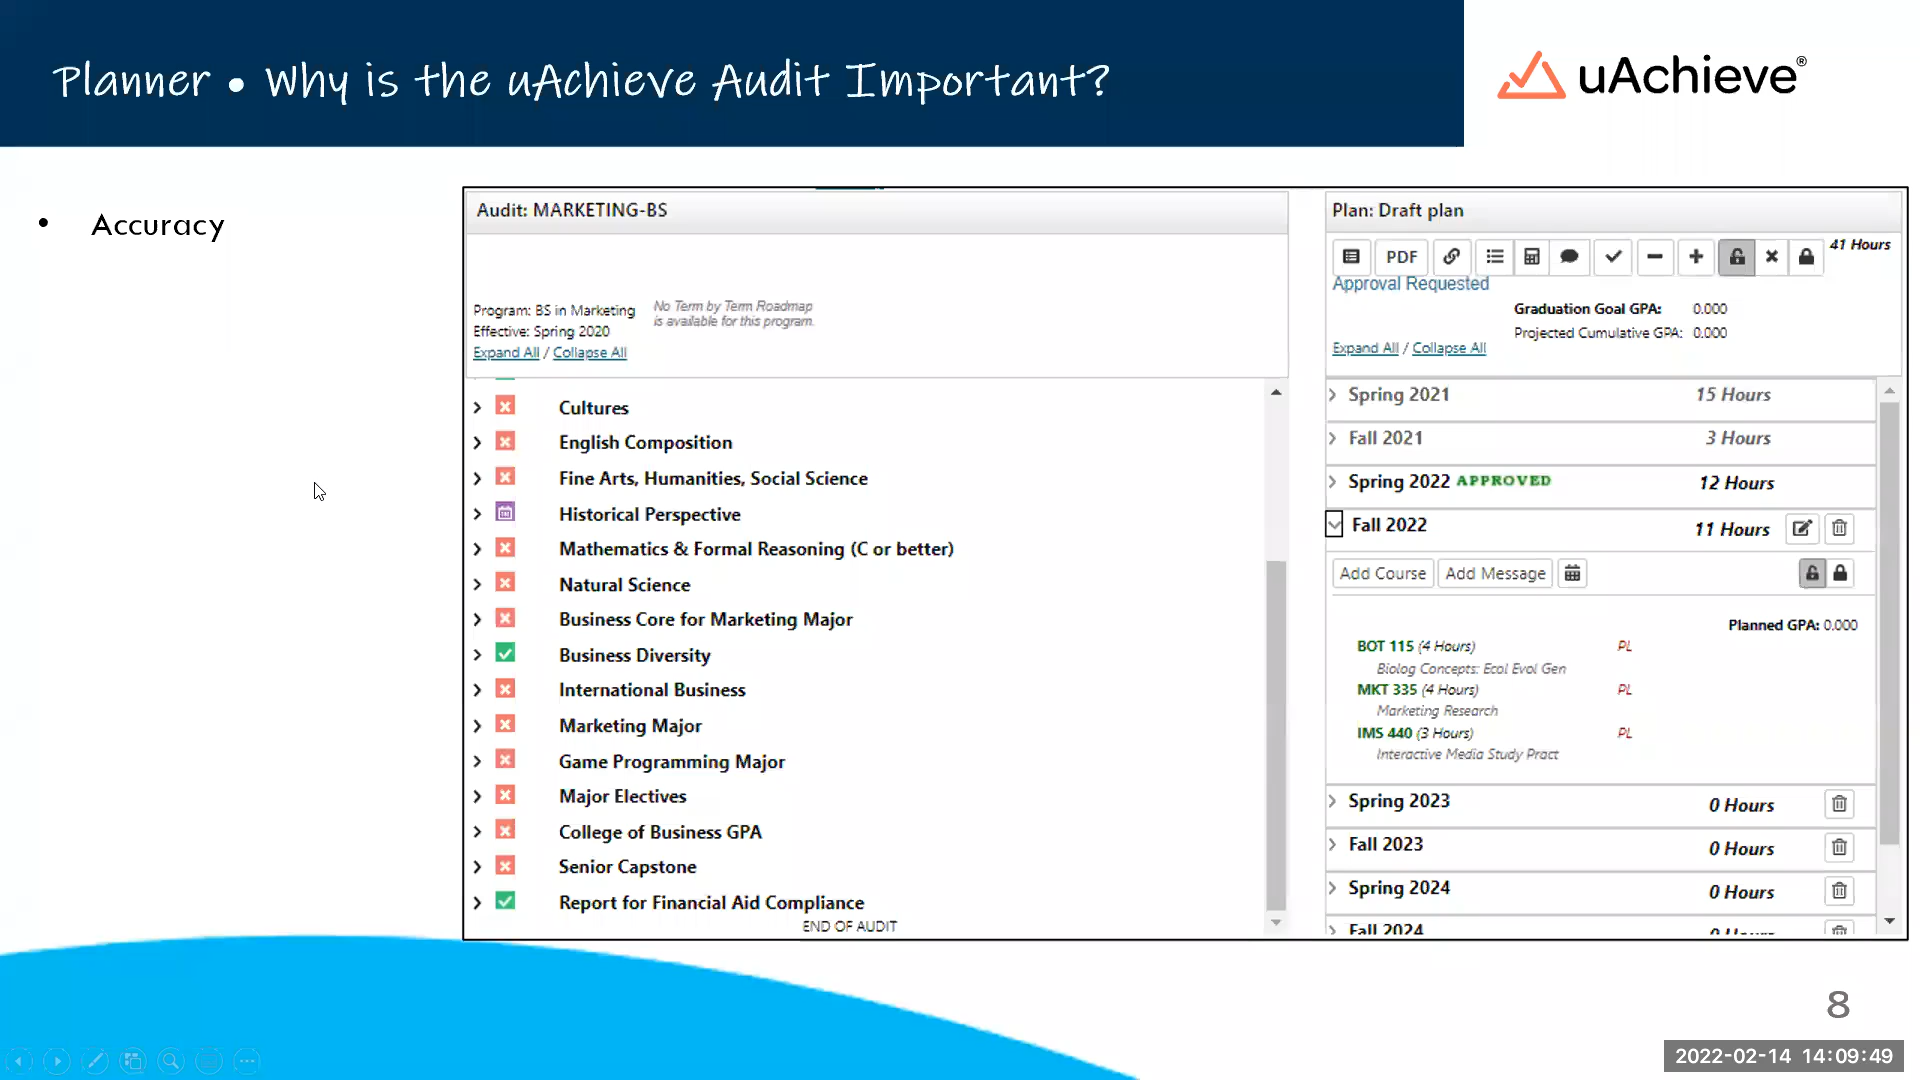 Planner • Why is the uAchieve Audit Important?
uAchieve®
• Accuracy
Audit: MARKETING-BS
Program: BS in Marketing
Effective: Spring 2020
Expand All / Collapse All
No Term by Term Roadmap
is available for this program.
Cultures
English Composition
Fine Arts, Humanities, Social Science
Historical Perspective
Mathematics & Formal Reasoning (C or better)
Natural Science
Business Core for Marketing Major
Business Diversity
International Business
Marketing Major
Game Programming Major
Major Electives
College of Business GPA
Senior Capstone
Report for Financial Aid Compliance
END OF AUDIT
Plan: Draft plan
PDF
41 Hours
Approval Requested
Graduation Goal GPA: 0.000
Projected Cumulative GPA: 0.000
Expand All / Collapse All
Spring 2021 15 Hours
Fall 2021 3 Hours
Spring 2022 APPROVED 12 Hours
Fall 2022 11 Hours
Add Course Add Message
Planned GPA: 0.000
BOT 115 (4 Hours) PL
Biolog Concepts: Ecol Evol Gen
MKT 335 (4 Hours) PL
Marketing Research
IMS 440 (3 Hours) PL
Interactive Media Study Pract
Spring 2023 0 Hours
Fall 2023 0 Hours
Spring 2024 0 Hours
Fall 2024
8
2022-02-14 14:09:49